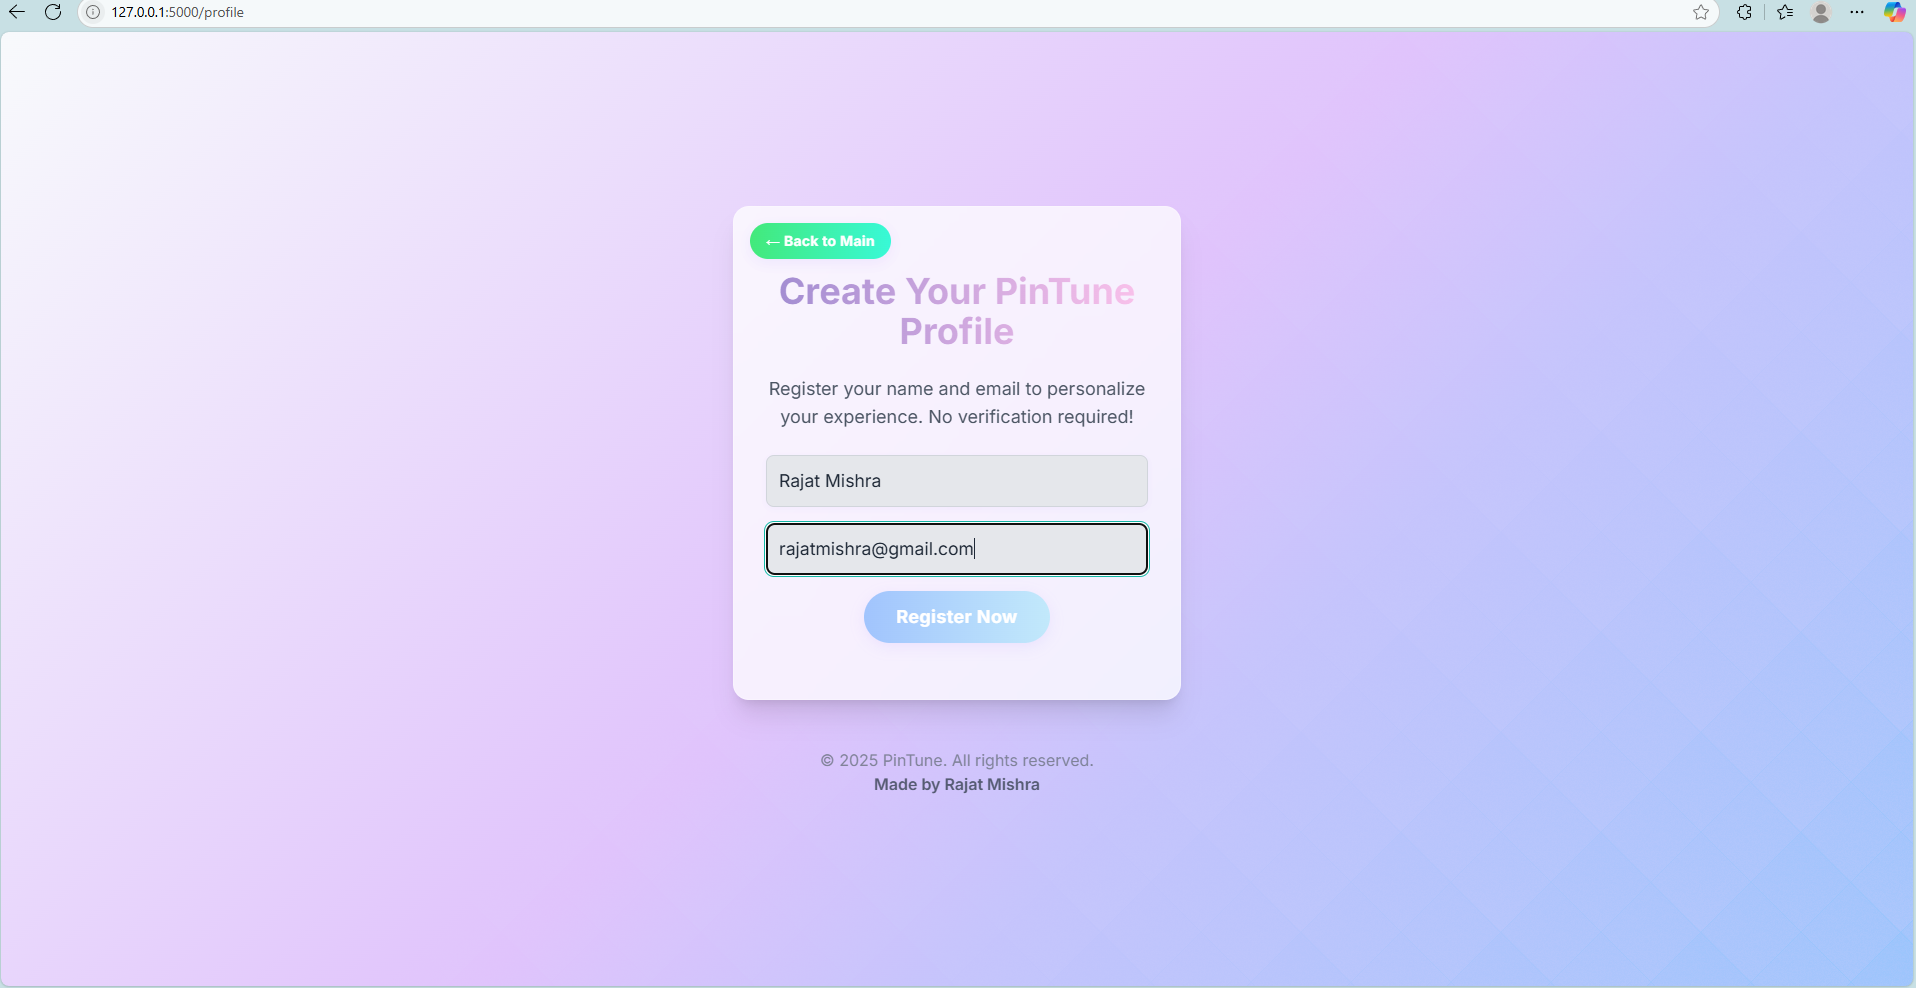 127.0.0.1:5000/profile
← Back to Main
Create Your PinTune
Profile
Register your name and email to personalize
your experience. No verification required!
Rajat Mishra
rajatmishra@gmail.com
Register Now
© 2025 PinTune. All rights reserved.
Made by Rajat Mishra